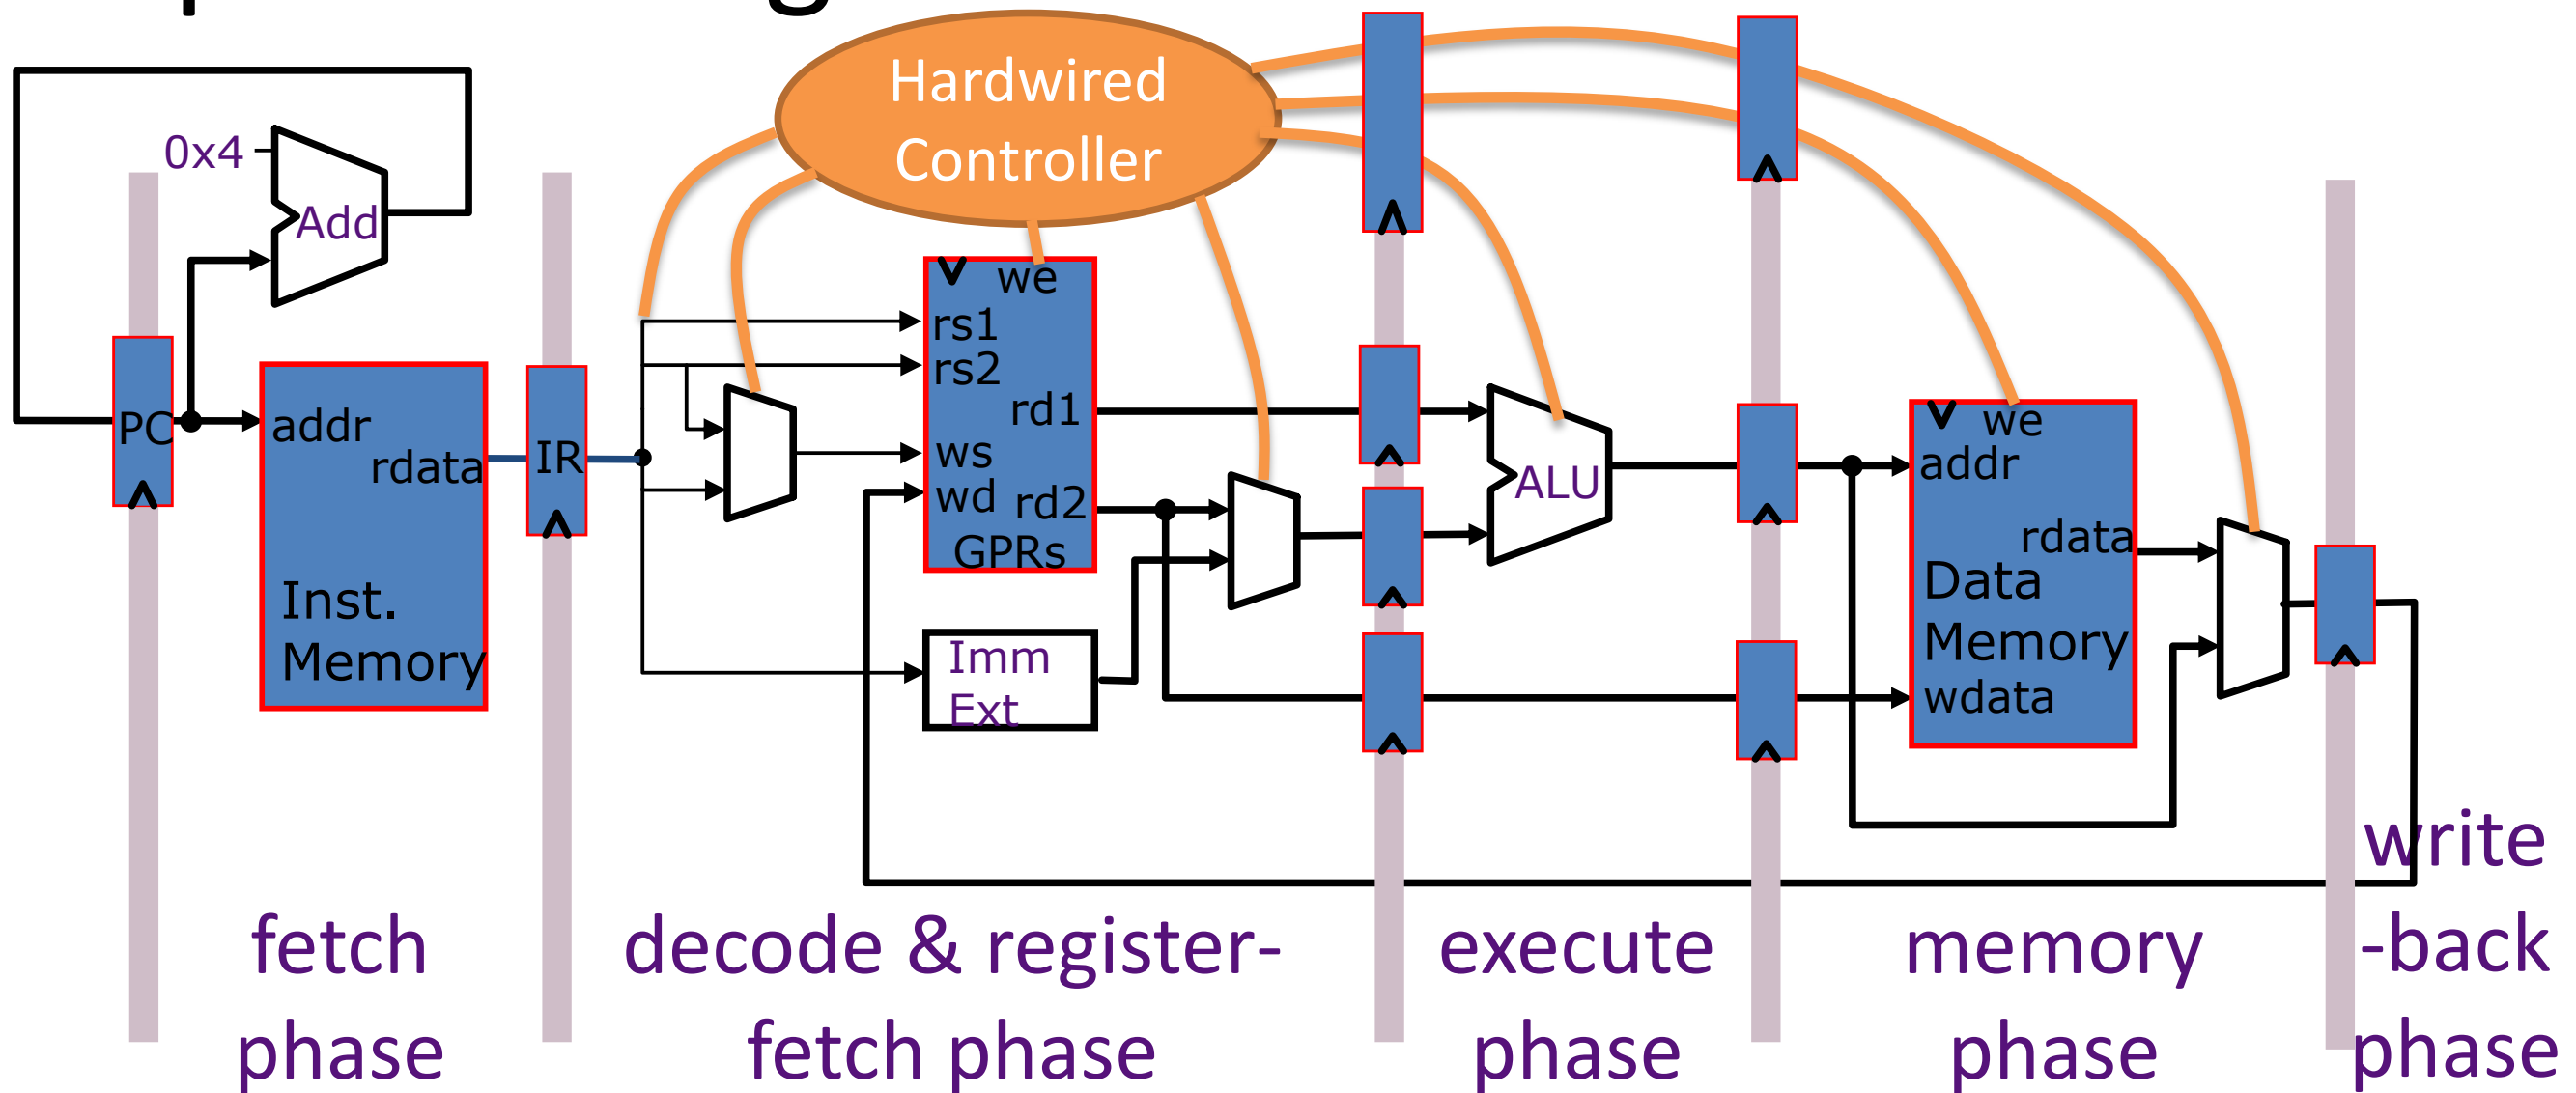 Hardwired
Controller
0x4
Add
PC
addr
rdata
Inst.
Memory
IR
we
rs1
rs2
rd1
ws
wd
rd2
GPRs
Imm
Ext
ALU
we
addr
rdata
Data
Memory
wdata
fetch
phase
decode & register-
fetch phase
execute
phase
memory
phase
write
-back
phase